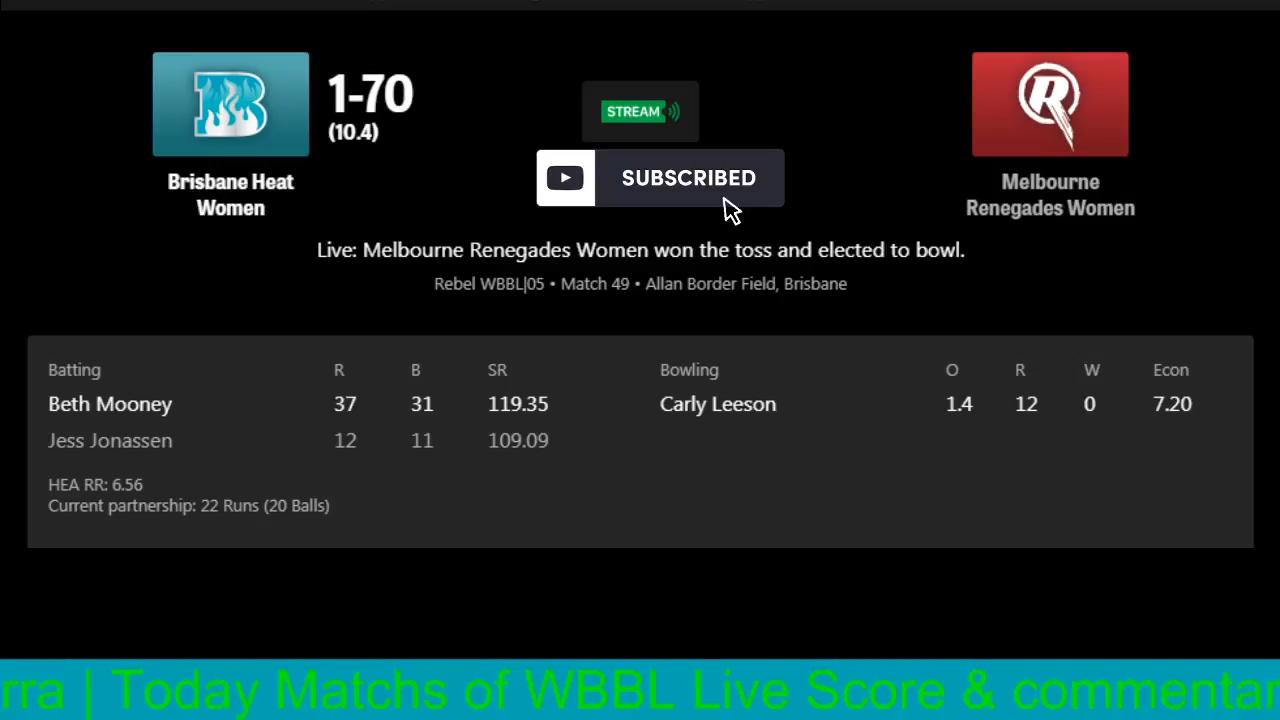 1-70
(10.4)
Brisbane Heat
Women
STREAM
SUBSCRIBED
Melbourne
Renegades Women
Live: Melbourne Renegades Women won the toss and elected to bowl.
Rebel WBBL|05 • Match 49 • Allan Border Field, Brisbane
Batting R B SR
Beth Mooney 37 31 119.35
Jess Jonassen 12 11 109.09
HEA RR: 6.56
Current partnership: 22 Runs (20 Balls)
Bowling O R W Econ
Carly Leeson 1.4 12 0 7.20
rra | Today Matchs of WBBL Live Score & commentar